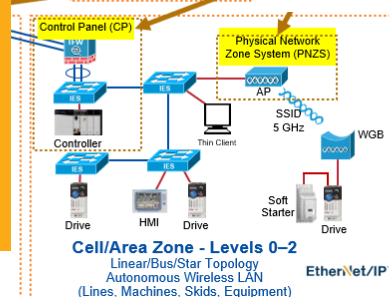 Control Panel (CP)
IFW
Physical Network
Zone System (PNZS)
IES
IES
AP
SSID
5 GHz
Controller
Thin Client
WGB
IES
IES
Soft
Starter
Drive
HMI
Drive
Drive
Cell/Area Zone - Levels 0–2
Linear/Bus/Star Topology
Autonomous Wireless LAN
(Lines, Machines, Skids, Equipment)
EtherNet/IP